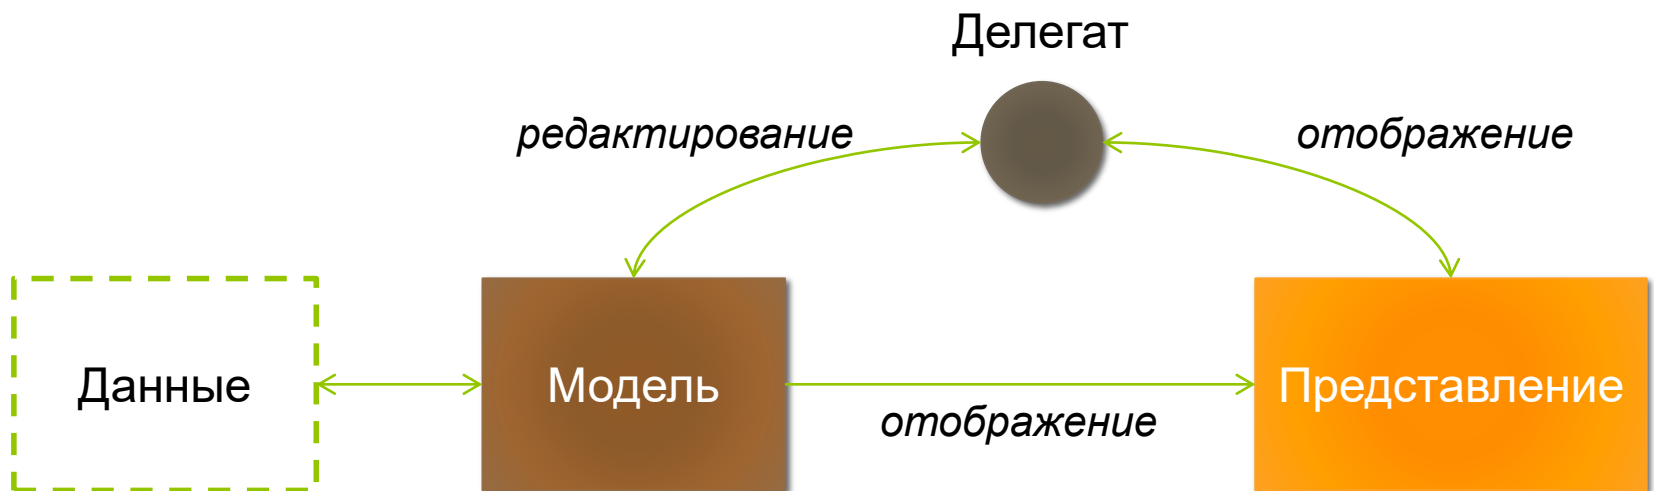 Делегат
редактирование
отображение
Данные
Модель
Представление
отображение